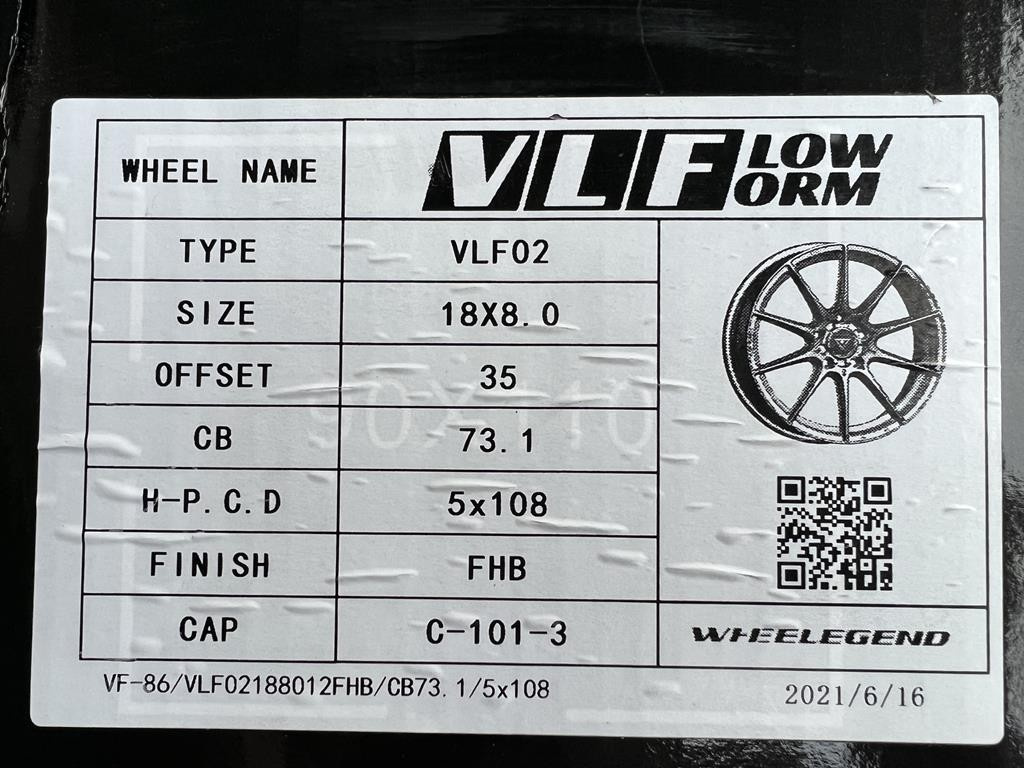 WHEEL NAME VLF LOW ORM
TYPE VLF02
SIZE 18X8.0
OFFSET 35
CB 73.1
H-P.C.D 5x108
FINISH FHB
CAP C-101-3
WHEELEGEND
VF-86/VLF02188012FHB/CB73.1/5x108
2021/6/16